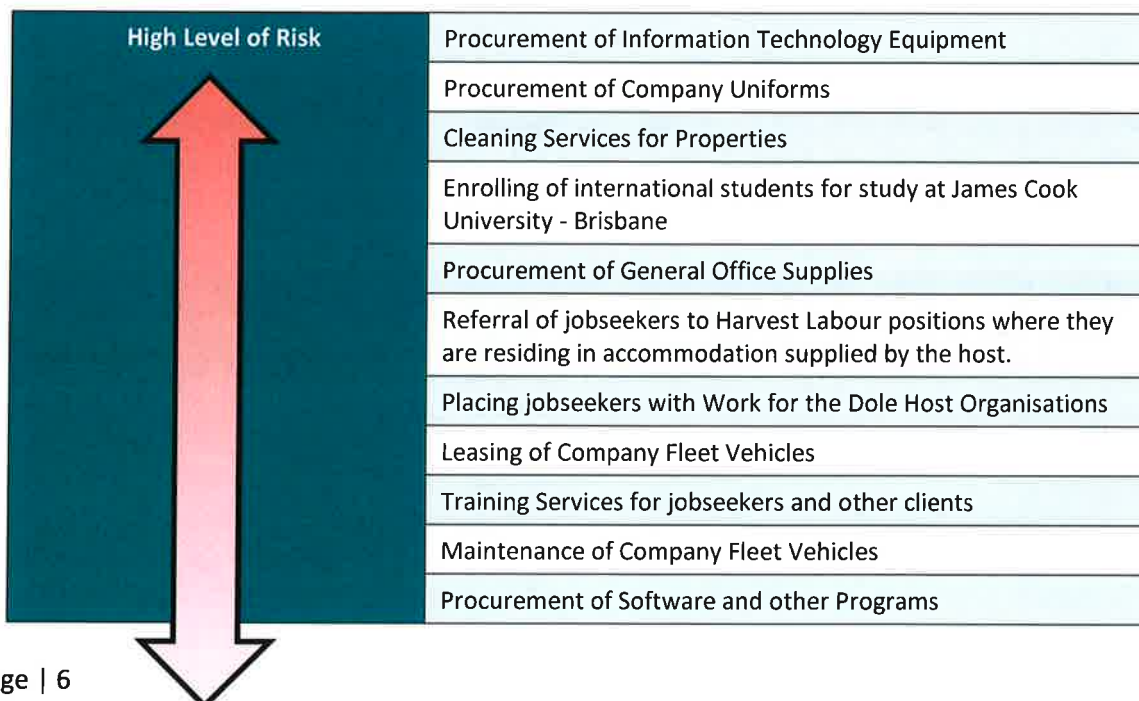 High Level of Risk
Procurement of Information Technology Equipment
Procurement of Company Uniforms
Cleaning Services for Properties
Enrolling of international students for study at James Cook
University - Brisbane
Procurement of General Office Supplies
Referral of jobseekers to Harvest Labour positions where they
are residing in accommodation supplied by the host.
Placing jobseekers with Work for the Dole Host Organisations
Leasing of Company Fleet Vehicles
Training Services for jobseekers and other clients
Maintenance of Company Fleet Vehicles
Procurement of Software and other Programs
ge | 6